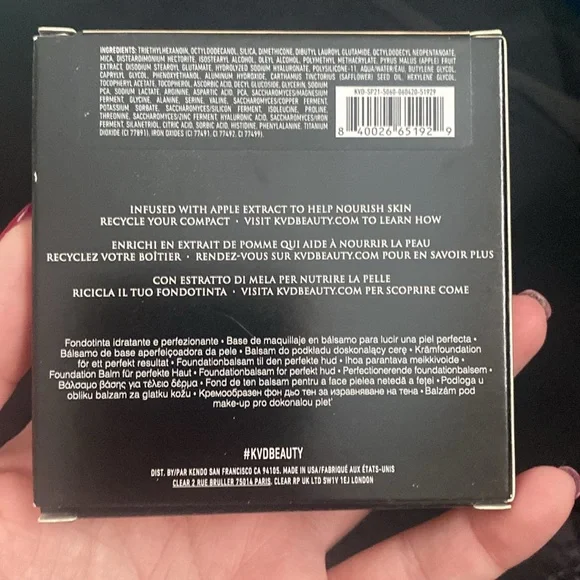 INGREDIENTS: TRIETHYLHEXANOIN, OCTYLDODECANOL, SILICA, DIMETHICONE, DIBUTYL LAUROYL GLUTAMIDE, OCTYLDODECYL NEOPENTANOATE,
MICA, DISTEARDIMONIUM HECTORITE, ISOSTEARYL ALCOHOL, OLEYL ALCOHOL, POLYMETHYL METHACRYLATE, PYRUS MALUS (APPLE) FRUIT
EXTRACT, DISODIUM STEAROYL GLUTAMATE, HYDROLYZED SODIUM HYALURONATE, POLYSILICONE-11 AQUA/WATER/EAU, BUTYLENE GLYCOL,
CAPRYLYL GLYCOL, PHENOXYETHANOL, ALUMINUM HYDROXIDE, CARTHAMUS TINCTORIUS (SAFFLOWER) SEED OIL, HEXYLENE GLYCOL,
TOCOPHERYL ACETATE, TOCOPHEROL, ASCORBIC ACID, DECYL GLUCOSIDE, GLYCERIN, SODIUM
PCA, SODIUM LACTATE, ARGININE, ASPARTIC ACID, PCA, SACCHAROMYCES/MAGNESIUM
FERMENT, GLYCINE, ALANINE, SERINE, VALINE, SACCHAROMYCES/COPPER FERMENT,
POTASSIUM SORBATE, SACCHAROMYCES/SILICON FERMENT, ISOLEUCINE, PROLINE,
THREONINE, SACCHAROMYCES/ZINC FERMENT, HYALURONIC ACID, SACCHAROMYCES/IRON
FERMENT, SILANETRIOL, CITRIC ACID, SORBIC ACID, HISTIDINE, PHENYLALANINE, TITANIUM
DIOXIDE (CI 77891), IRON OXIDES (CI 77491, CI 77492, CI 77499).
KVD-SP21-5060-060420-51929
8 40026 65192 9
INFUSED WITH APPLE EXTRACT TO HELP NOURISH SKIN
RECYCLE YOUR COMPACT • VISIT KVDBEAUTY.COM TO LEARN HOW
ENRICHI EN EXTRAIT DE POMME QUI AIDE À NOURRIR LA PEAU
RECYCLEZ VOTRE BOÎTIER • RENDEZ-VOUS SUR KVDBEAUTY.COM POUR EN SAVOIR PLUS
CON ESTRATTO DI MELA PER NUTRIRE LA PELLE
RICICLA IL TUO FONDOTINTA • VISITA KVDBEAUTY.COM PER SCOPRIRE COME
Fondotinta idratante e perfezionante • Base de maquillaje en bálsamo para lucir una piel perfecta •
Bálsamo de base aperfeiçoadora da pele • Balsam do podkładu doskonalący cerę • Krämfoundation
för ett perfekt resultat • Foundationbalsam til den perfekte hud • Ihoa parantava meikkivoide •
Foundation Balm für perfekte Haut • Foundationbalsam for perfekt hud • Perfectionerende foundationbalsem •
Βάλσαμο βάσης για τέλειο δέρμα • Fond de ten balsam pentru a face pielea netedă a feței • Podloga u
obliku balzam za glatku kožu • Кремообразен фон дьо тен за изравняване на тена • Balzám pod
make-up pro dokonalou pleť
#KVDBEAUTY
DIST. BY/PAR KENDO SAN FRANCISCO CA 94105. MADE IN USA/FABRIQUÉ AUX ÉTATS-UNIS
CLEAR 2 RUE BRULLER 75014 PARIS. CLEAR RP UK LTD SW1V 1EJ LONDON